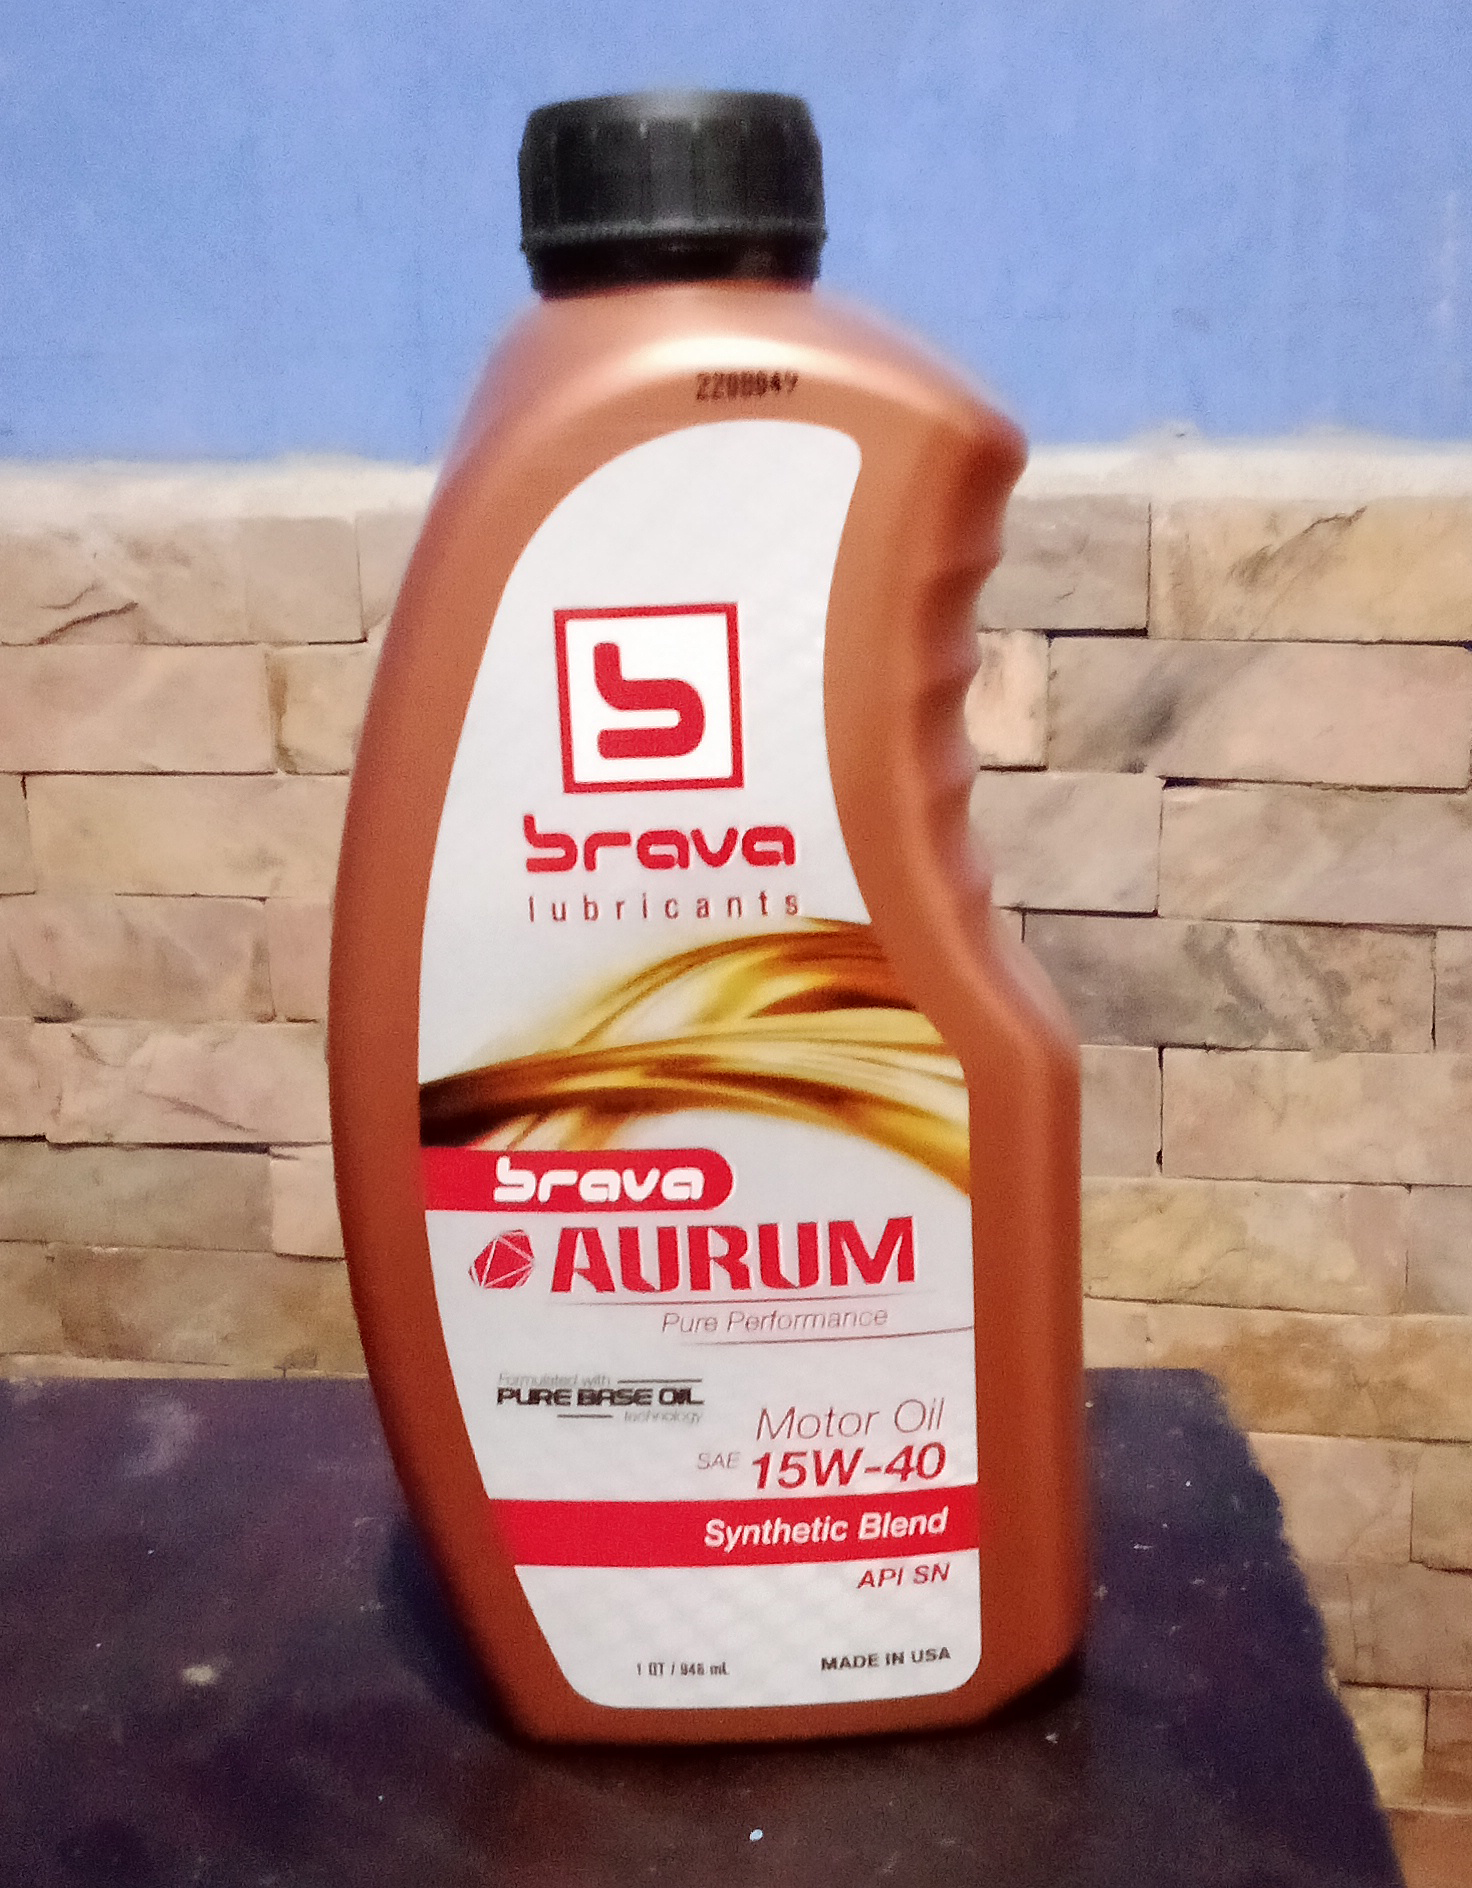 b
brava
lubricants
brava
AURUM
Pure Performance
Formulated with
PURE BASE OIL
technology
Motor Oil
SAE 15W-40
Synthetic Blend
API SN
1 QT / 946 mL
MADE IN USA